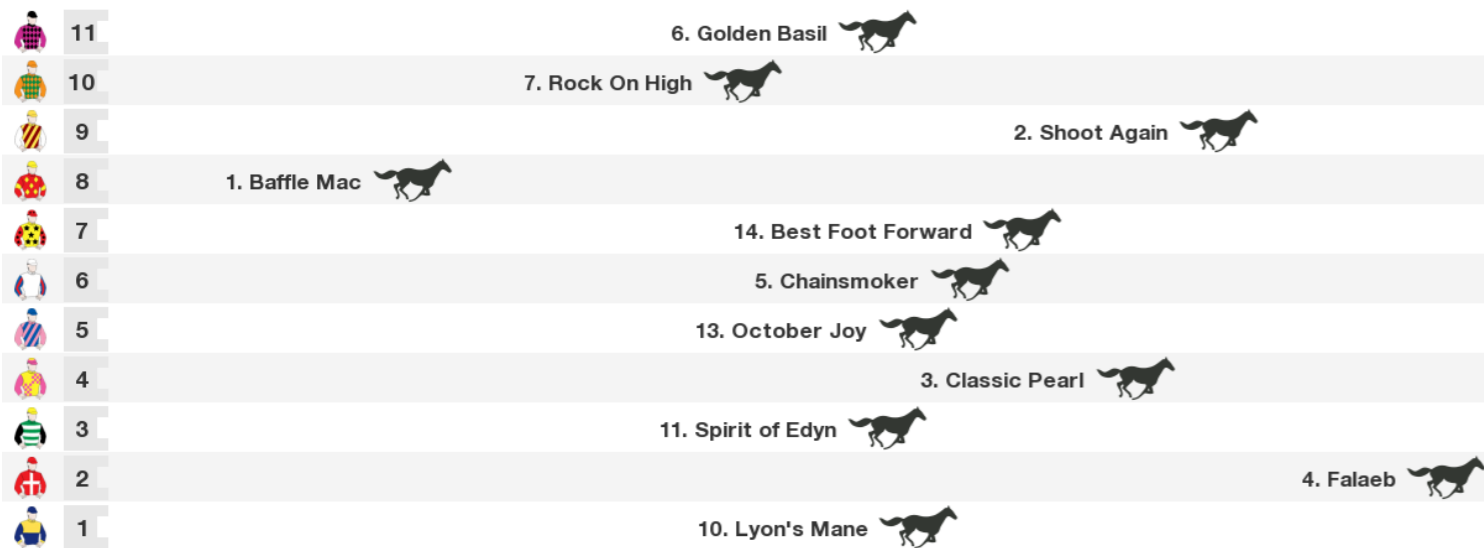 11 6. Golden Basil
10 7. Rock On High
9 2. Shoot Again
8 1. Baffle Mac
7 14. Best Foot Forward
6 5. Chainsmoker
5 13. October Joy
4 3. Classic Pearl
3 11. Spirit of Edyn
2 4. Falaeb
1 10. Lyon's Mane